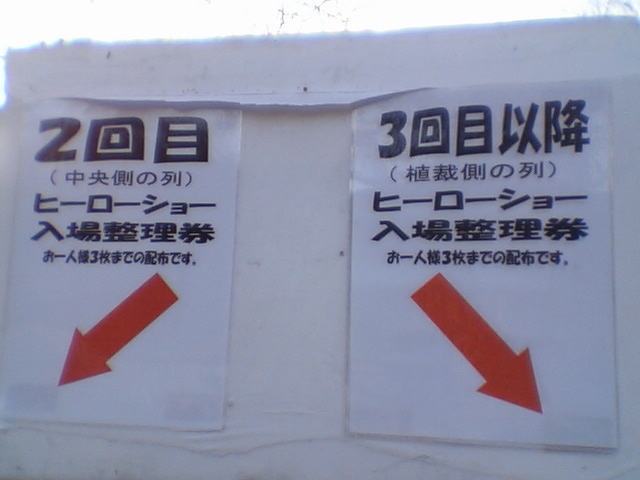 2回目
(中央側の列)
ヒーローショー
入場整理券
お一人様3枚までの配布です。
3回目以降
(植裁側の列)
ヒーローショー
入場整理券
お一人様3枚までの配布です。